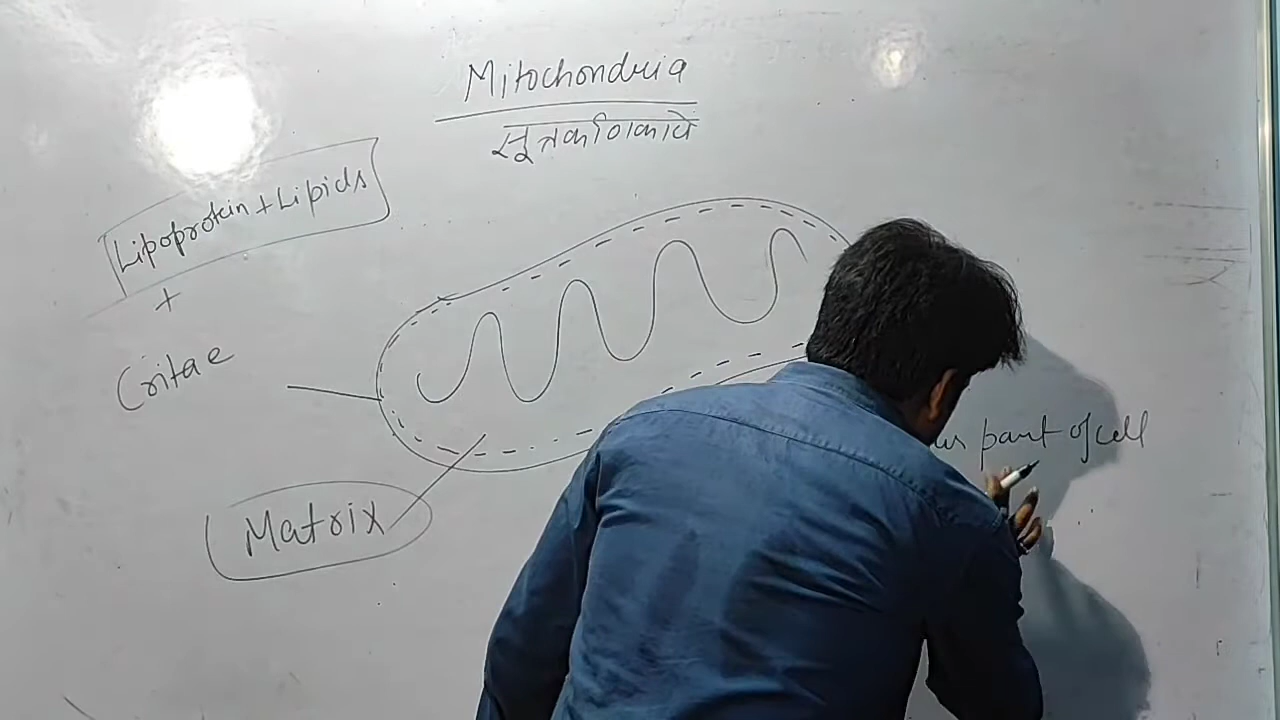 Mitochondria
सूत्रकणिकाये
Lipoprotein + Lipids
+
Critae
Matrix
part of cell